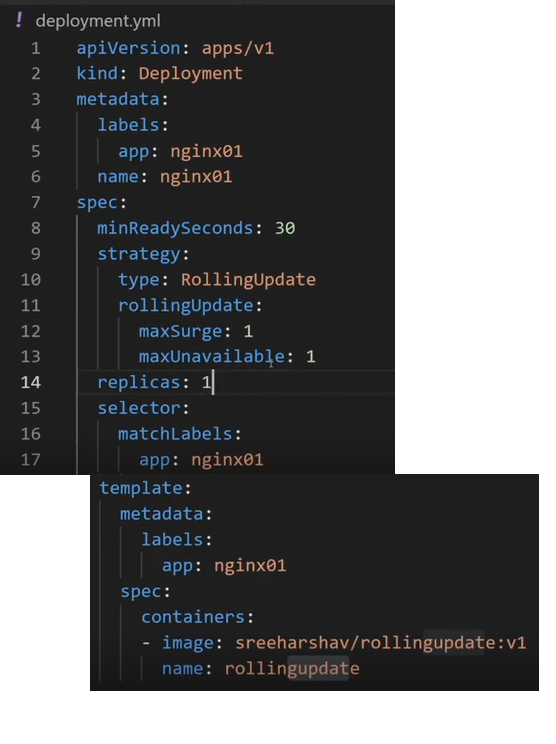 ! deployment.yml
1 apiVersion: apps/v1
2 kind: Deployment
3 metadata:
4   labels:
5     app: nginx01
6   name: nginx01
7 spec:
8   minReadySeconds: 30
9   strategy:
10     type: RollingUpdate
11     rollingUpdate:
12       maxSurge: 1
13       maxUnavailable: 1
14   replicas: 1
15   selector:
16     matchLabels:
17       app: nginx01
template:
  metadata:
    labels:
      app: nginx01
  spec:
    containers:
    - image: sreeharshav/rollingupdate:v1
      name: rollingupdate